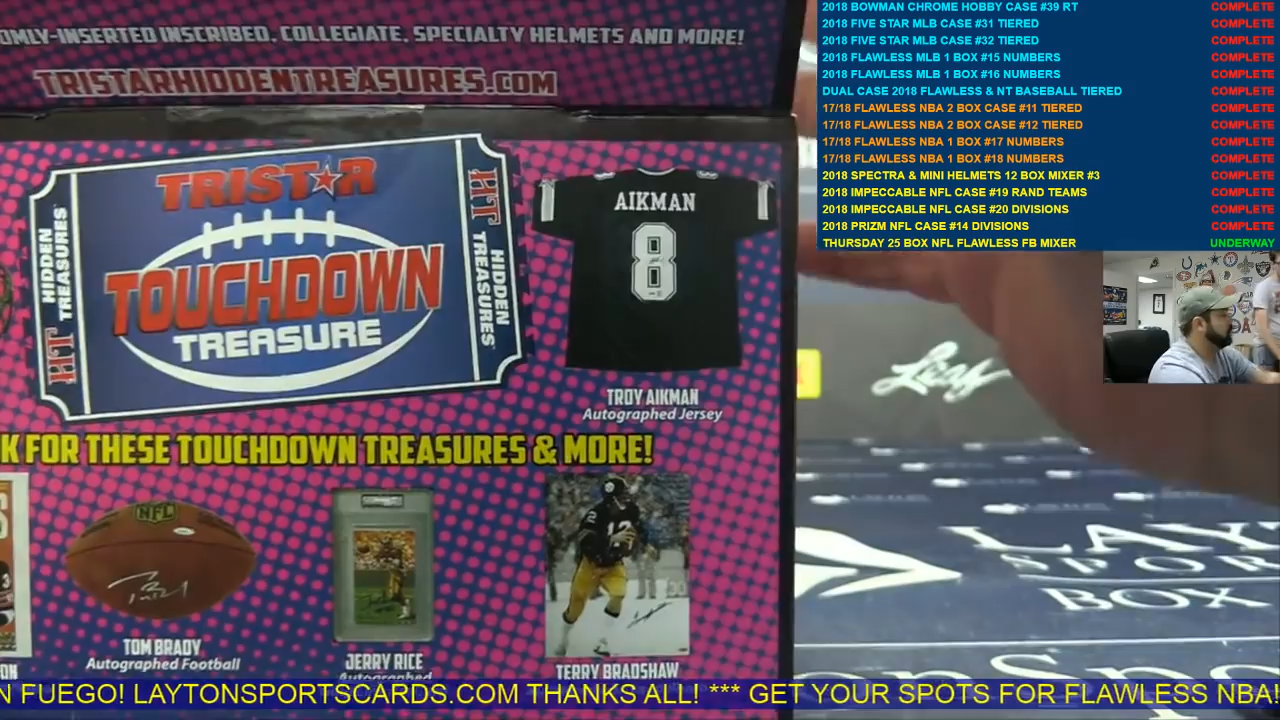 OMLY-INSERTED INSCRIBED, COLLEGIATE, SPECIALTY HELMETS AND MORE!
TRISTARHIDDENTREASURES.COM
HT
HIDDEN TREASURES
TRISTAR
TOUCHDOWN
TREASURE
HT
HIDDEN TREASURES
AIKMAN
8
TROY AIKMAN
Autographed Jersey
K FOR THESE TOUCHDOWN TREASURES & MORE!
NFL
12
TOM BRADY
Autographed Football
JERRY RICE
Autographed
TERRY BRADSHAW
ON
2018 BOWMAN CHROME HOBBY CASE #39 RT COMPLETE
2018 FIVE STAR MLB CASE #31 TIERED COMPLETE
2018 FIVE STAR MLB CASE #32 TIERED COMPLETE
2018 FLAWLESS MLB 1 BOX #15 NUMBERS COMPLETE
2018 FLAWLESS MLB 1 BOX #16 NUMBERS COMPLETE
DUAL CASE 2018 FLAWLESS & NT BASEBALL TIERED COMPLETE
17/18 FLAWLESS NBA 2 BOX CASE #11 TIERED COMPLETE
17/18 FLAWLESS NBA 2 BOX CASE #12 TIERED COMPLETE
17/18 FLAWLESS NBA 1 BOX #17 NUMBERS COMPLETE
17/18 FLAWLESS NBA 1 BOX #18 NUMBERS COMPLETE
2018 SPECTRA & MINI HELMETS 12 BOX MIXER #3 COMPLETE
2018 IMPECCABLE NFL CASE #19 RAND TEAMS COMPLETE
2018 IMPECCABLE NFL CASE #20 DIVISIONS COMPLETE
2018 PRIZM NFL CASE #14 DIVISIONS COMPLETE
THURSDAY 25 BOX NFL FLAWLESS FB MIXER UNDERWAY
Leaf
LAY
SPOR
BOX
N FUEGO! LAYTONSPORTSCARDS.COM THANKS ALL! *** GET YOUR SPOTS FOR FLAWLESS NBA!